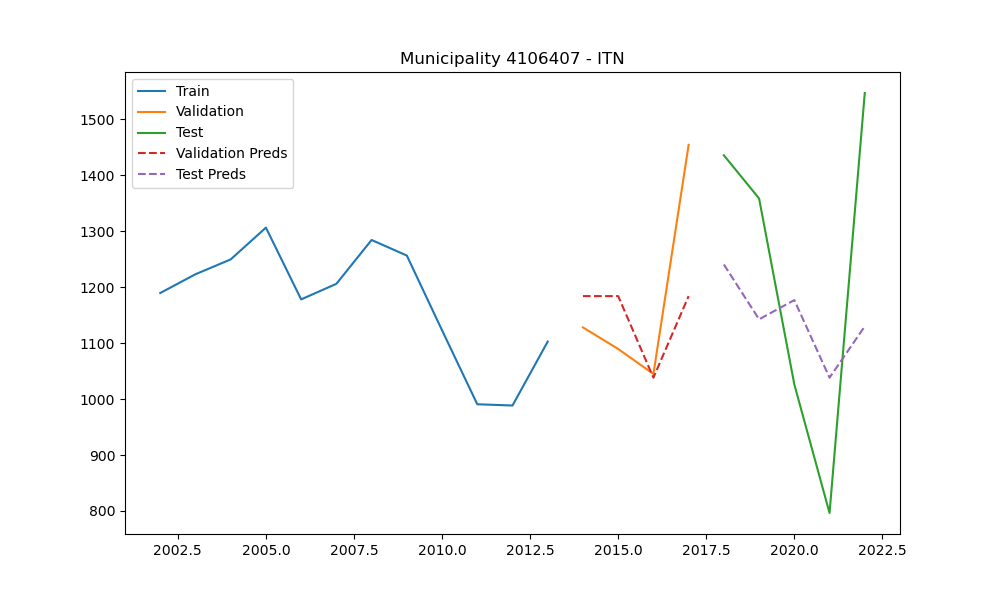 Municipality 4106407 - ITN
Train
Validation
Test
Validation Preds
Test Preds
1500
1400
1300
1200
1100
1000
900
800
2002.5 2005.0 2007.5 2010.0 2012.5 2015.0 2017.5 2020.0 2022.5